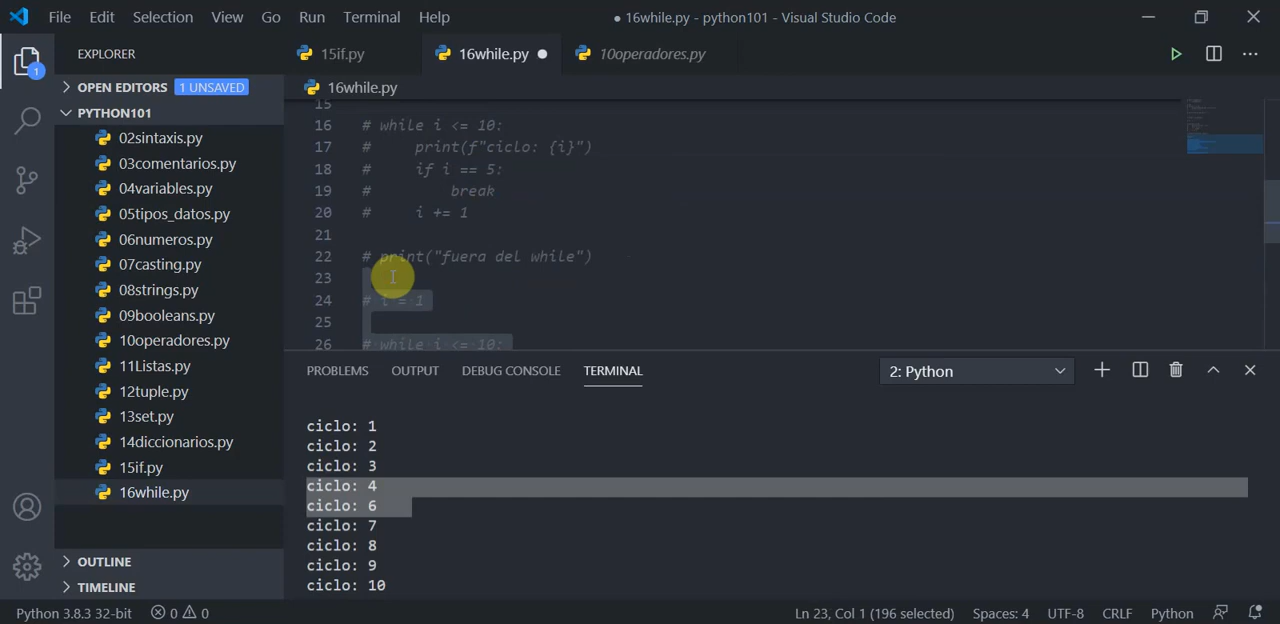 File Edit Selection View Go Run Terminal Help ● 16while.py - python101 - Visual Studio Code
EXPLORER
15if.py 16while.py ● 10operadores.py
OPEN EDITORS 1 UNSAVED
16while.py
PYTHON101
02sintaxis.py
03comentarios.py
04variables.py
05tipos_datos.py
06numeros.py
07casting.py
08strings.py
09booleans.py
10operadores.py
11Listas.py
12tuple.py
13set.py
14diccionarios.py
15if.py
16while.py
OUTLINE
TIMELINE
1
15
16 # while i <= 10:
17 #     print(f"ciclo: {i}")
18 #     if i == 5:
19 #         break
20 #     i += 1
21
22 # print("fuera del while")
23
24 # i = 1
25
26 # while i <= 10:
PROBLEMS OUTPUT DEBUG CONSOLE TERMINAL 2: Python
ciclo: 1
ciclo: 2
ciclo: 3
ciclo: 4
ciclo: 6
ciclo: 7
ciclo: 8
ciclo: 9
ciclo: 10
Python 3.8.3 32-bit 0 0 Ln 23, Col 1 (196 selected) Spaces: 4 UTF-8 CRLF Python